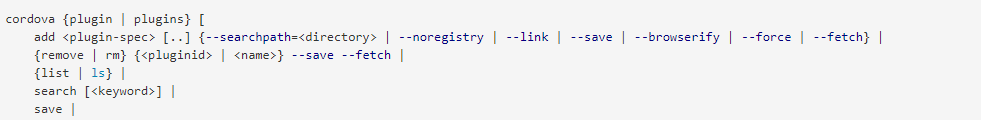 cordova {plugin | plugins} [
    add <plugin-spec> [..] {--searchpath=<directory> | --noregistry | --link | --save | --browserify | --force | --fetch} |
    {remove | rm} {<pluginid> | <name>} --save --fetch |
    {list | ls} |
    search [<keyword>] |
    save |